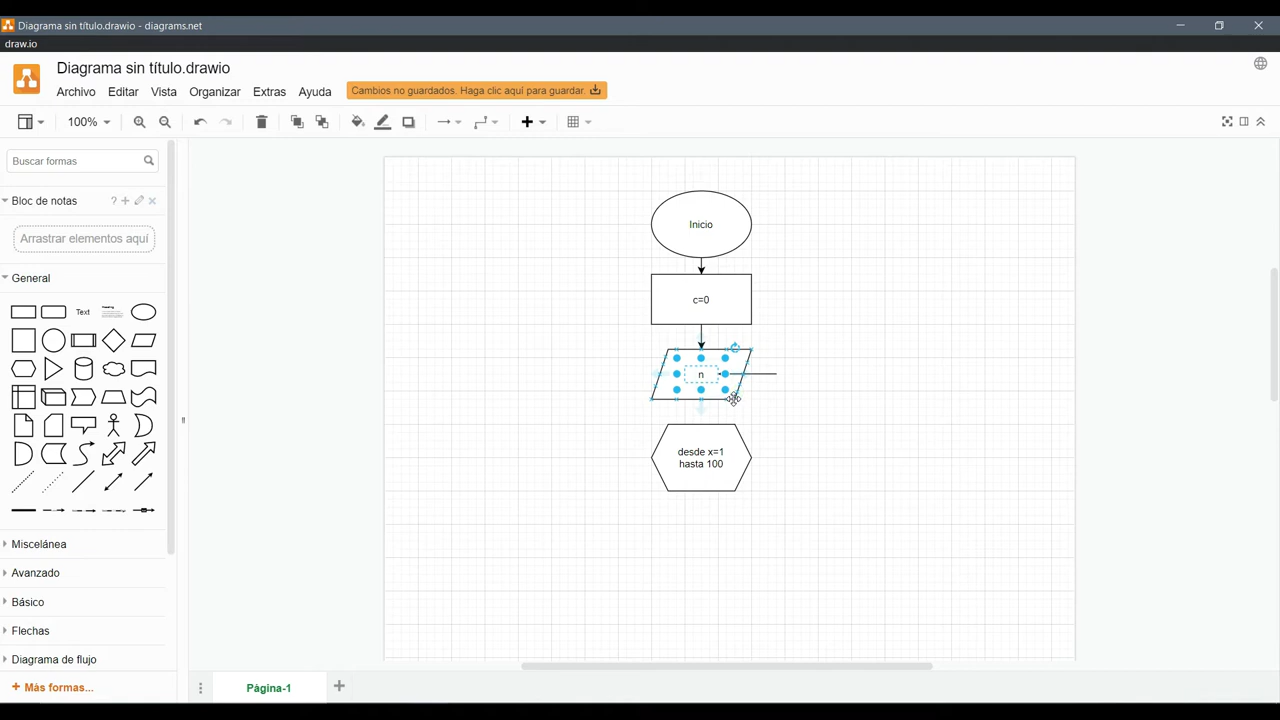 Diagrama sin título.drawio - diagrams.net
draw.io
Diagrama sin título.drawio
Archivo Editar Vista Organizar Extras Ayuda
Cambios no guardados. Haga clic aquí para guardar.
100%
Buscar formas
Bloc de notas
?
Arrastrar elementos aquí
General
Text
Heading
Misceláneo
Avanzado
Básico
Flechas
Diagrama de flujo
+ Más formas...
Inicio
c=0
n
desde x=1
hasta 100
Página-1